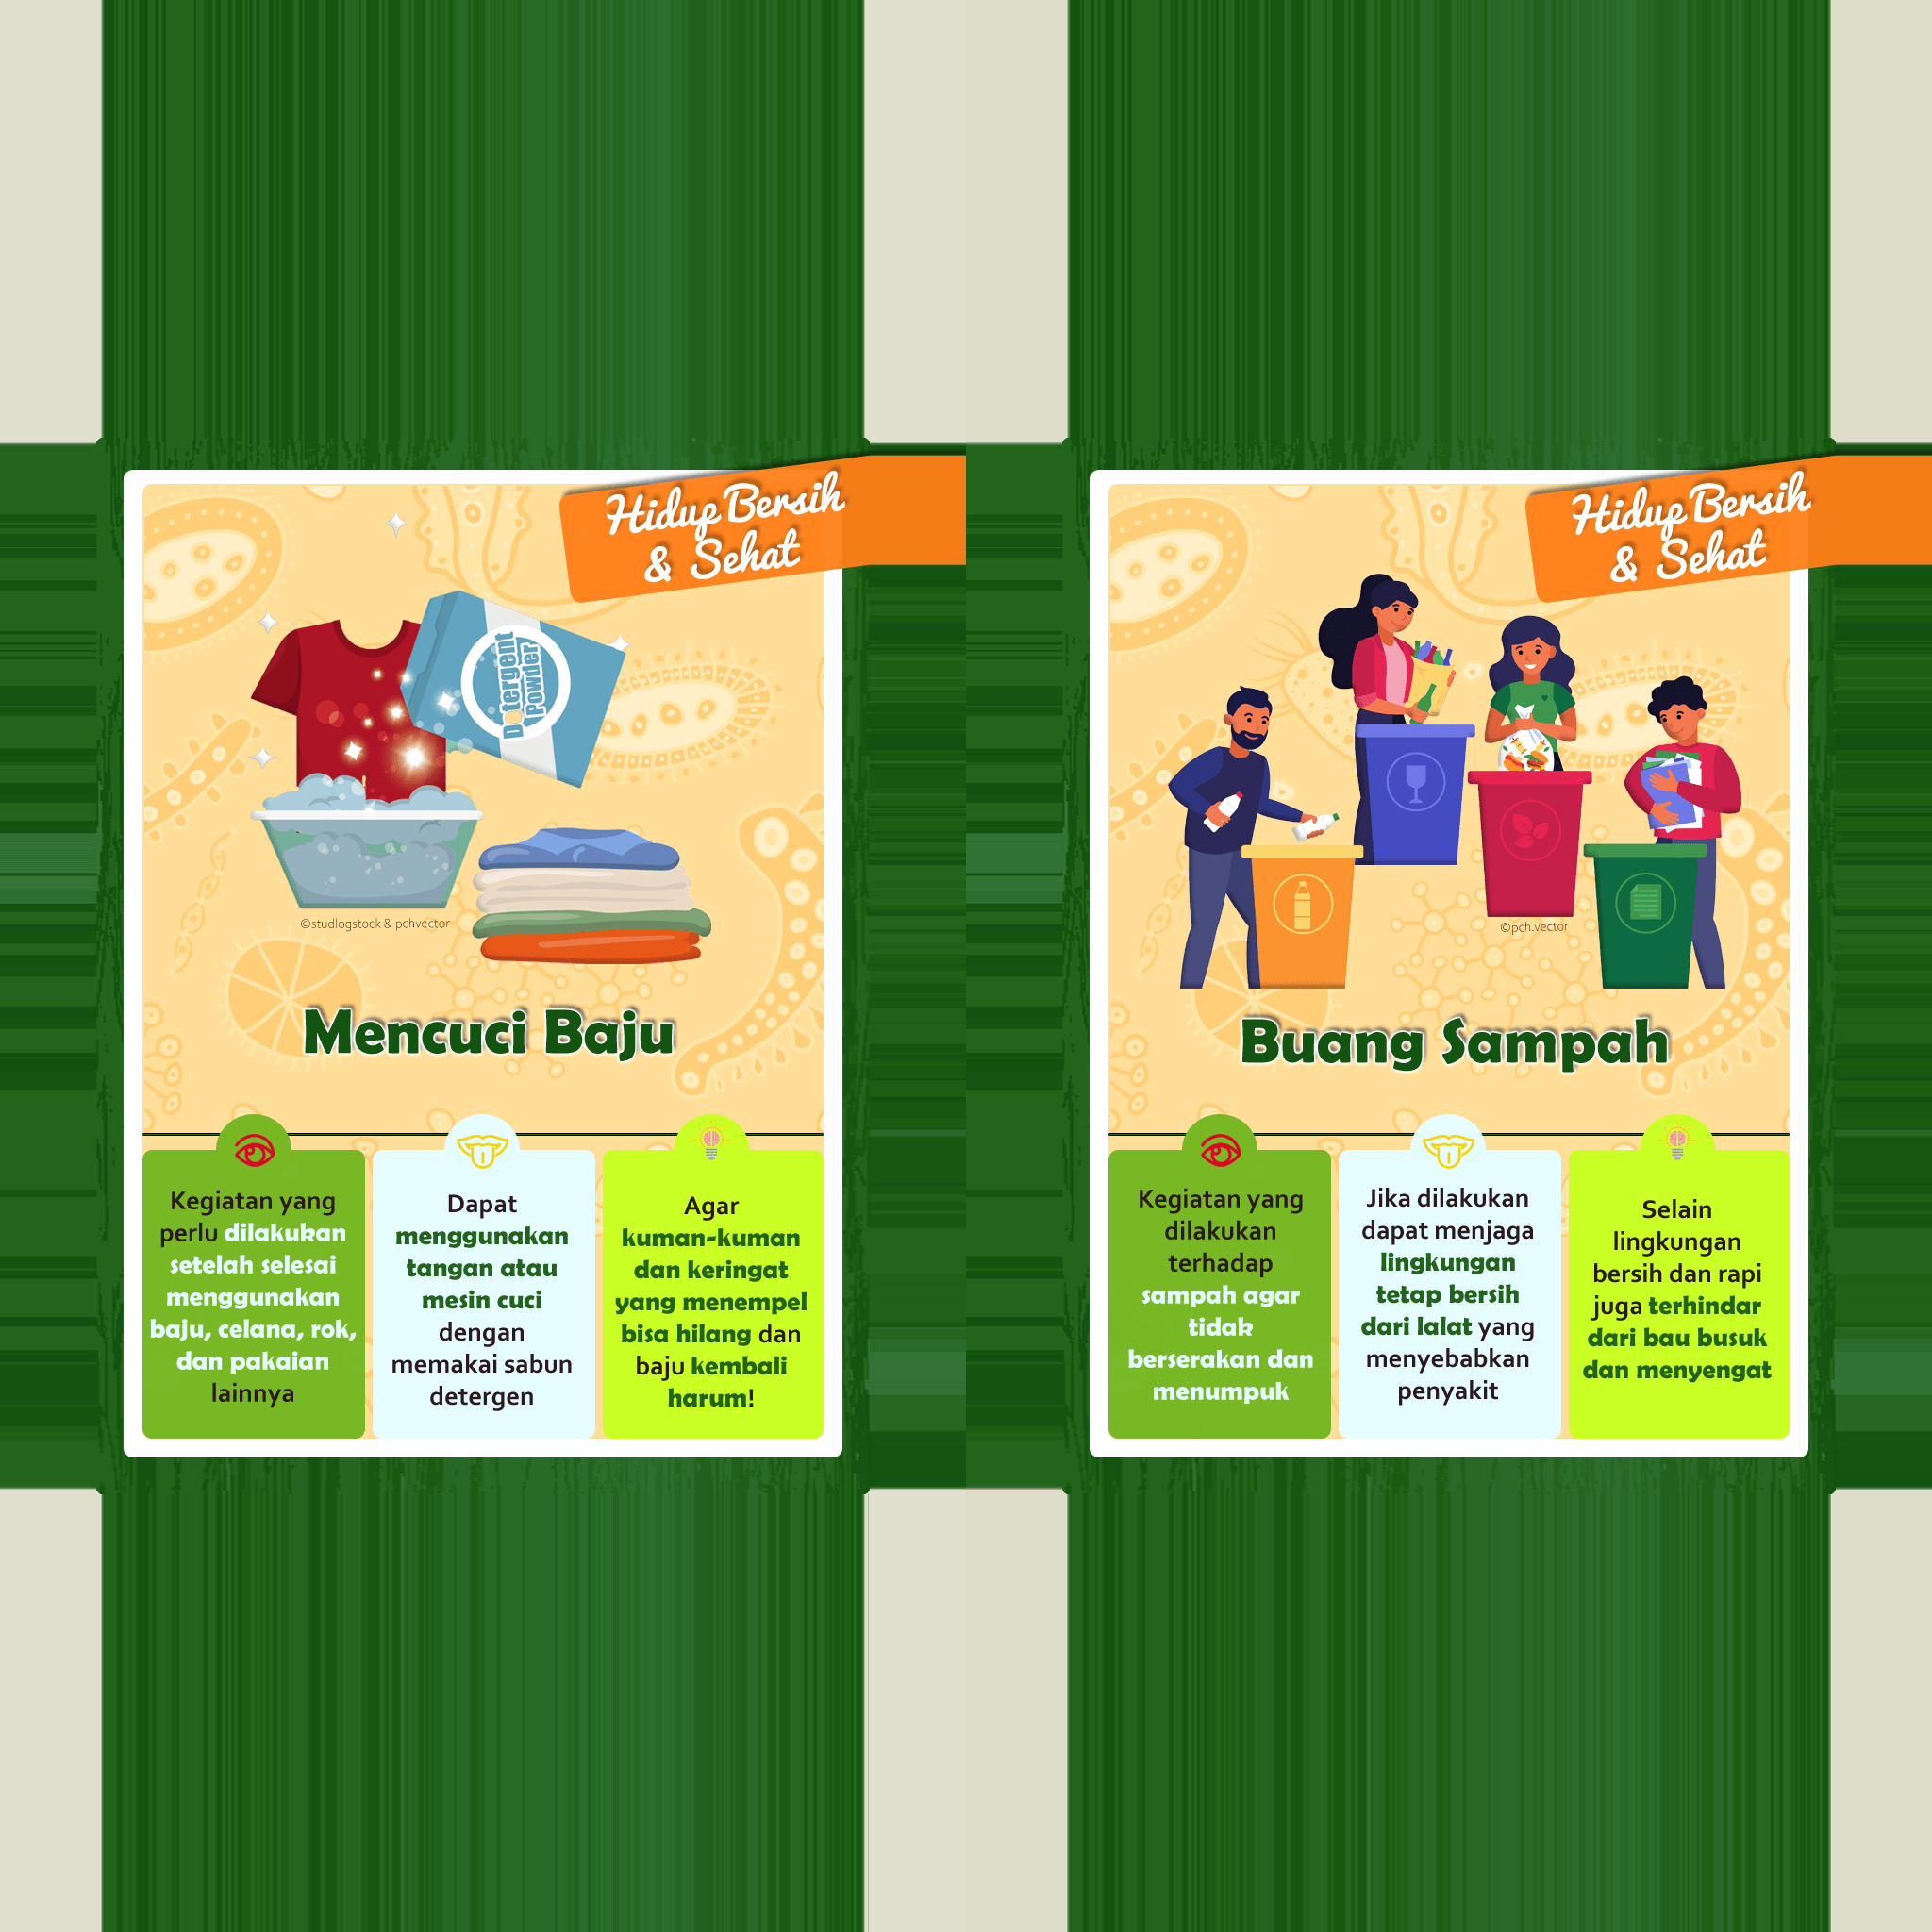 Hidup Bersih
& Sehat
Detergent
Powder
©studiogstock & pchvector
Mencuci Baju
Kegiatan yang
perlu dilakukan
setelah selesai
menggunakan
baju, celana, rok,
dan pakaian
lainnya
Dapat
menggunakan
tangan atau
mesin cuci
dengan
memakai sabun
detergen
Agar
kuman-kuman
dan keringat
yang menempel
bisa hilang dan
baju kembali
harum!
Hidup Bersih
& Sehat
©pch.vector
Buang Sampah
Kegiatan yang
dilakukan
terhadap
sampah agar
tidak
berserakan dan
menumpuk
Jika dilakukan
dapat menjaga
lingkungan
tetap bersih
dari lalat yang
menyebabkan
penyakit
Selain
lingkungan
bersih dan rapi
juga terhindar
dari bau busuk
dan menyengat